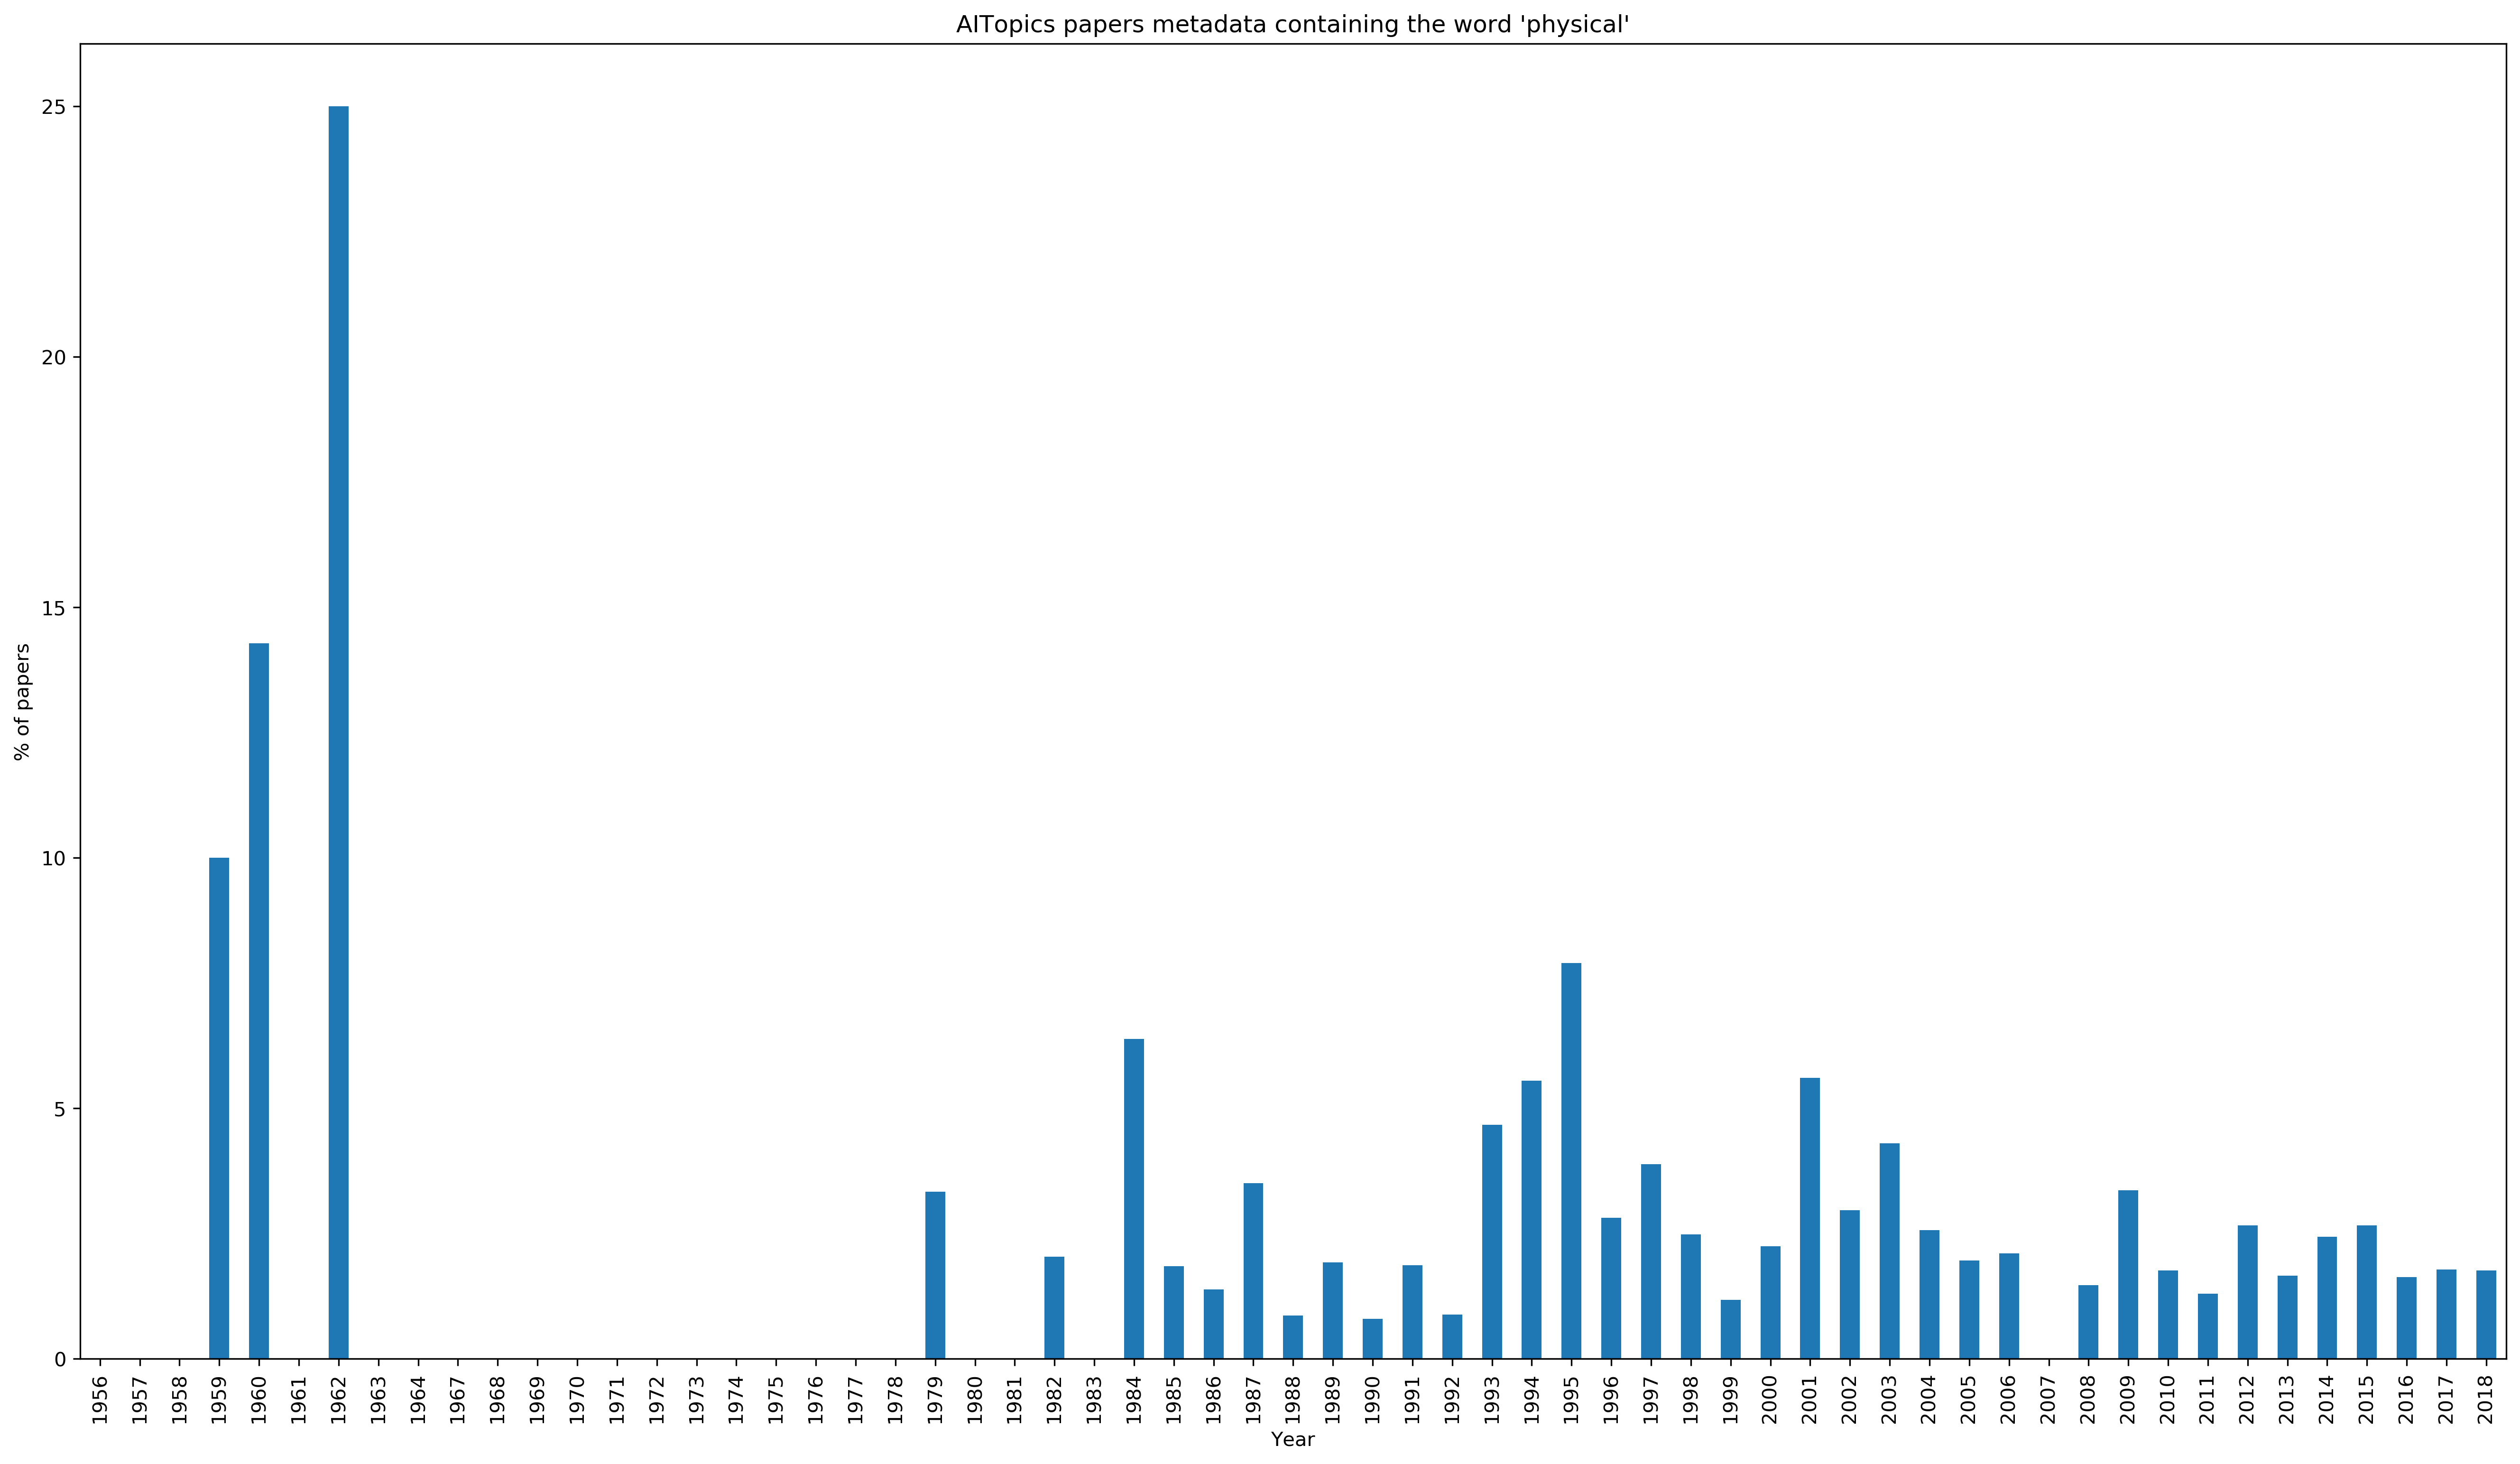 AITopics papers metadata containing the word 'physical'
25
20
15
10
5
0
% of papers
1956 1957 1958 1959 1960 1961 1962 1963 1964 1967 1968 1969 1970 1971 1972 1973 1974 1975 1976 1977 1978 1979 1980 1981 1982 1983 1984 1985 1986 1987 1988 1989 1990 1991 1992 1993 1994 1995 1996 1997 1998 1999 2000 2001 2002 2003 2004 2005 2006 2007 2008 2009 2010 2011 2012 2013 2014 2015 2016 2017 2018
Year